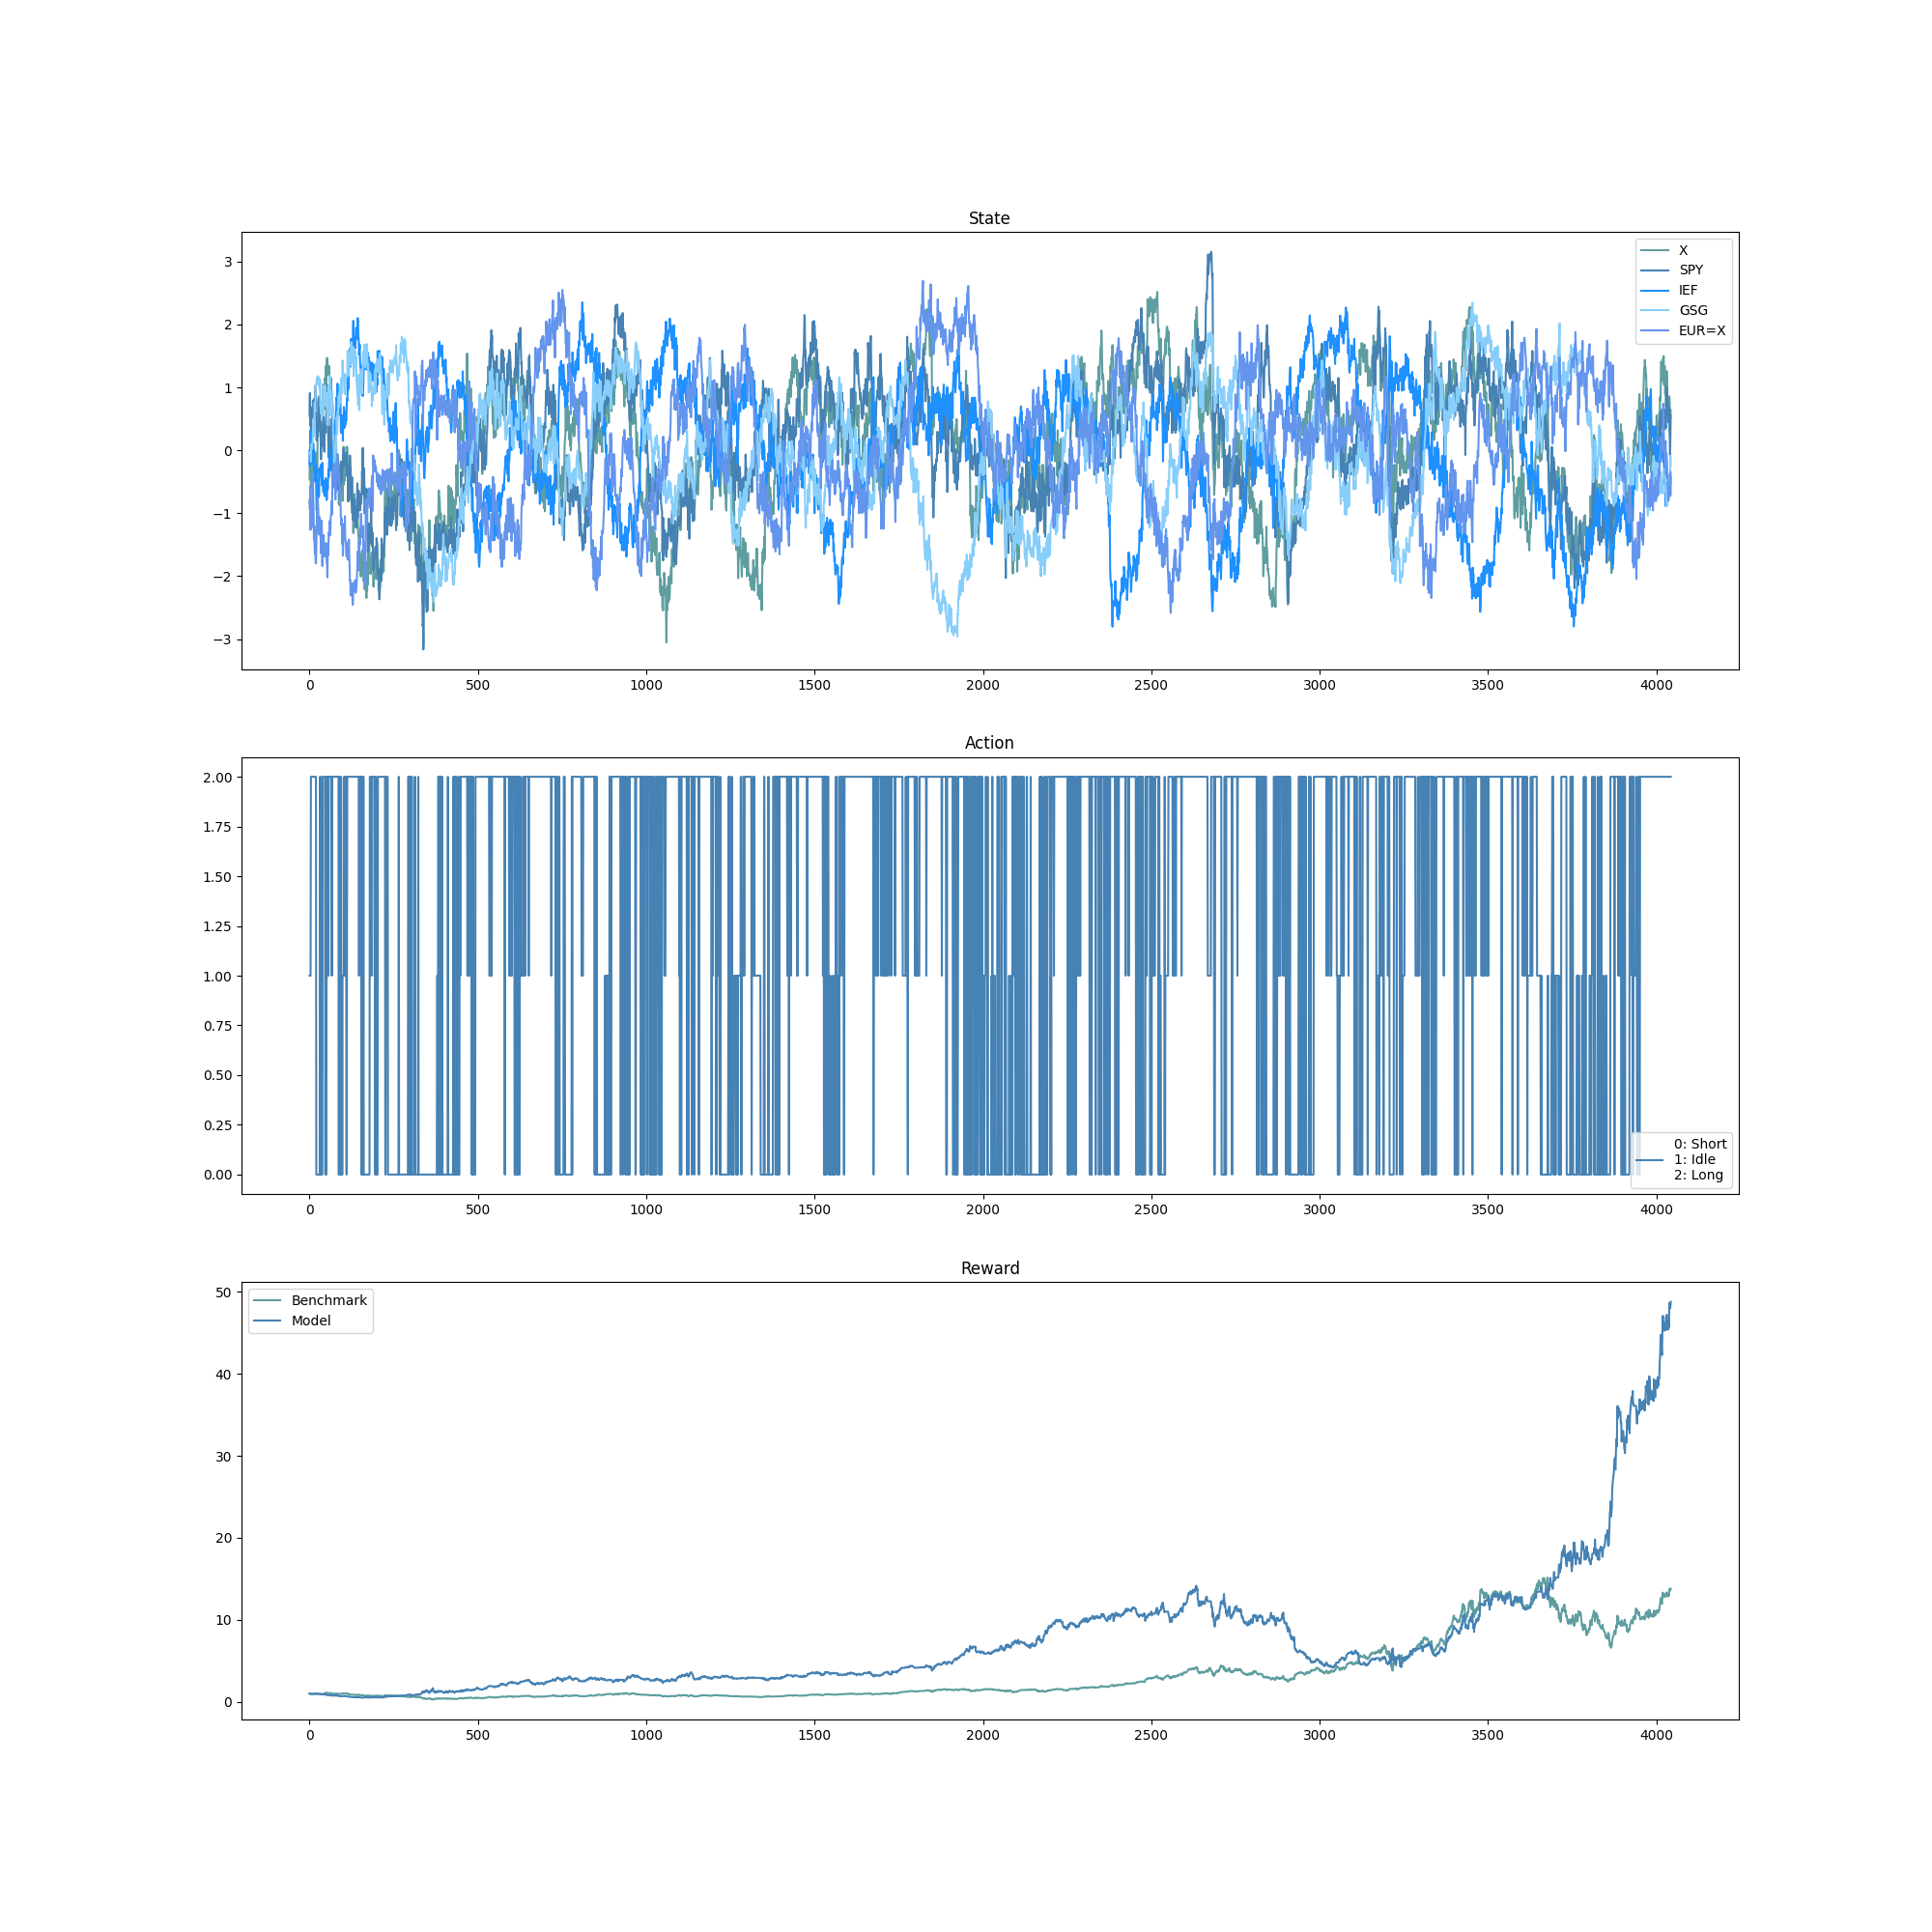 State
3
2
1
0
−1
−2
−3
X
SPY
IEF
GSG
EUR=X
0 500 1000 1500 2000 2500 3000 3500 4000
Action
2.00
1.75
1.50
1.25
1.00
0.75
0.50
0.25
0.00
0: Short
1: Idle
2: Long
0 500 1000 1500 2000 2500 3000 3500 4000
Reward
50
40
30
20
10
0
Benchmark
Model
0 500 1000 1500 2000 2500 3000 3500 4000